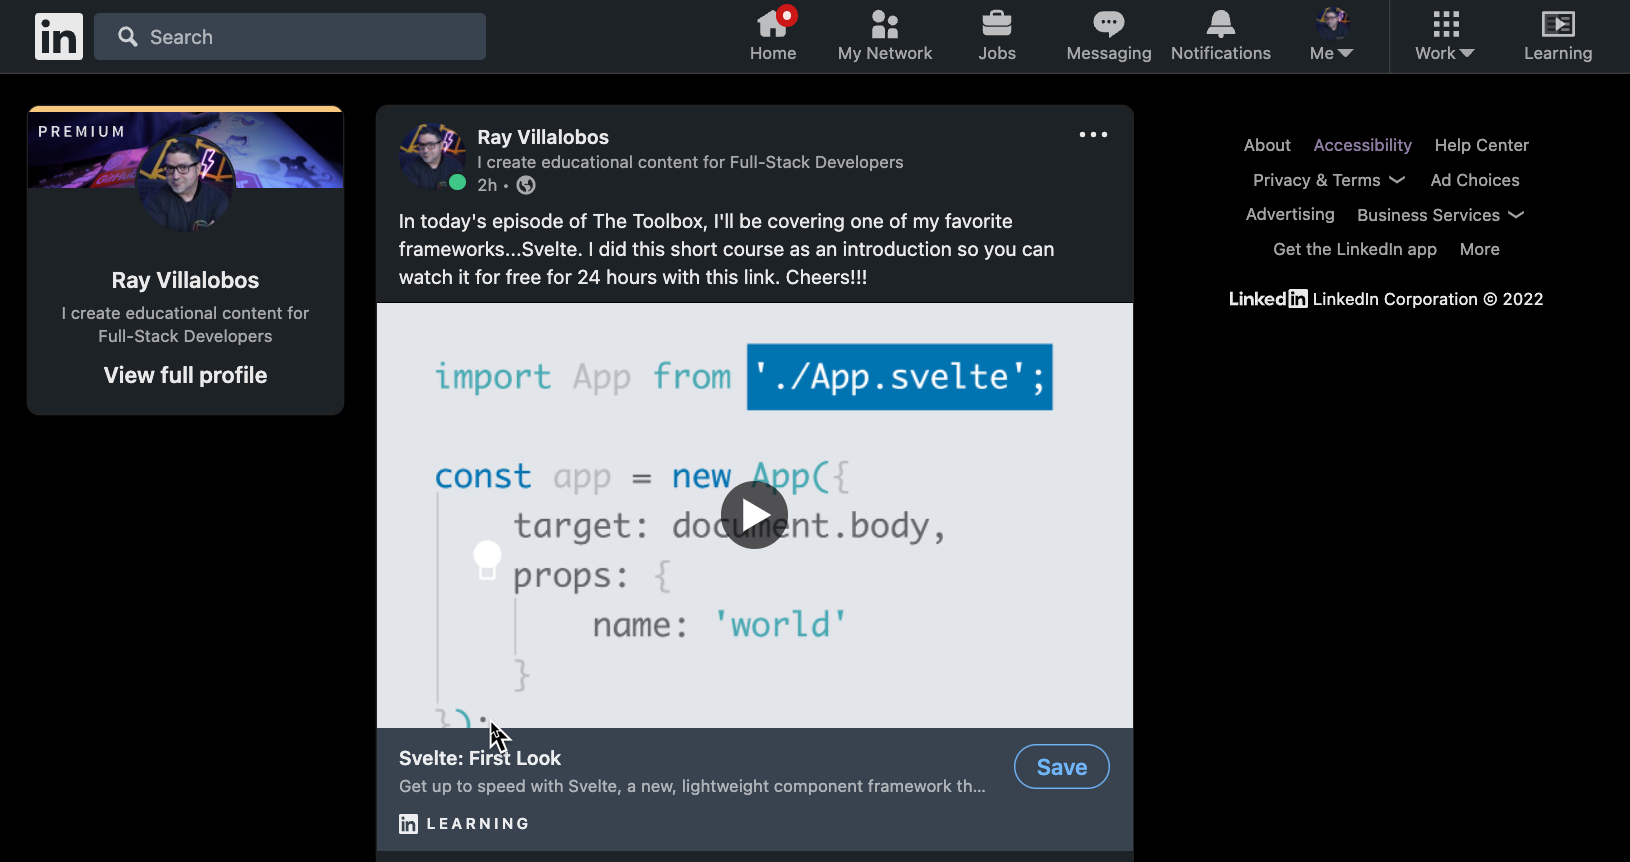 in
Search
Home
My Network
Jobs
Messaging
Notifications
Me
Work
Learning
PREMIUM
Ray Villalobos
I create educational content for
Full-Stack Developers
View full profile
Ray Villalobos
I create educational content for Full-Stack Developers
2h •
In today's episode of The Toolbox, I'll be covering one of my favorite
frameworks...Svelte. I did this short course as an introduction so you can
watch it for free for 24 hours with this link. Cheers!!!
import App from './App.svelte';
const app = new App({
target: document.body,
props: {
name: 'world'
}
});
Svelte: First Look
Get up to speed with Svelte, a new, lightweight component framework th...
Save
in LEARNING
About Accessibility Help Center
Privacy & Terms Ad Choices
Advertising Business Services
Get the LinkedIn app More
Linkedin LinkedIn Corporation © 2022